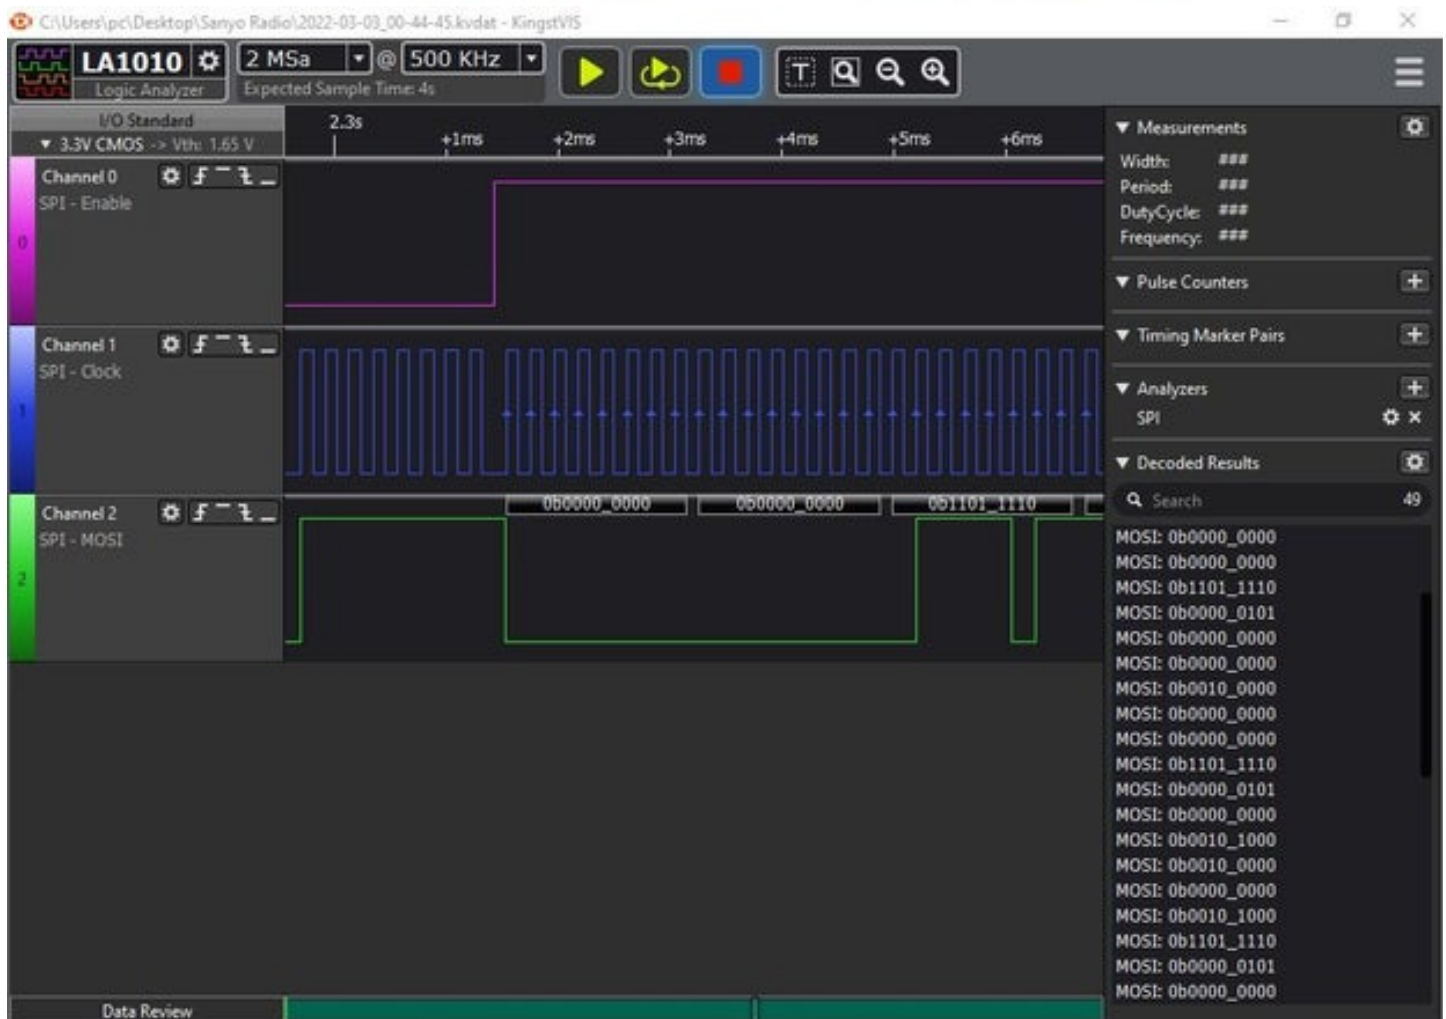 C:\Users\pc\Desktop\Sanyo Radio\2022-03-03_00-44-45.kvdat - KingstVIS
LA1010
Logic Analyzer
2 MSa @ 500 KHz
Expected Sample Time: 4s
T
I/O Standard
3.3V CMOS -> Vth: 1.65 V
2.3s
+1ms +2ms +3ms +4ms +5ms +6ms
0
Channel 0
SPI - Enable
1
Channel 1
SPI - Clock
2
Channel 2
SPI - MOSI
0b0000_0000 0b0000_0000 0b1101_1110
Data Review
Measurements
Width: ###
Period: ###
DutyCycle: ###
Frequency: ###
Pulse Counters
Timing Marker Pairs
Analyzers
SPI
Decoded Results
Search 49
MOSI: 0b0000_0000
MOSI: 0b0000_0000
MOSI: 0b1101_1110
MOSI: 0b0000_0101
MOSI: 0b0000_0000
MOSI: 0b0000_0000
MOSI: 0b0010_0000
MOSI: 0b0000_0000
MOSI: 0b0000_0000
MOSI: 0b1101_1110
MOSI: 0b0000_0101
MOSI: 0b0000_0000
MOSI: 0b0010_1000
MOSI: 0b0010_0000
MOSI: 0b0000_0000
MOSI: 0b0010_1000
MOSI: 0b1101_1110
MOSI: 0b0000_0101
MOSI: 0b0000_0000